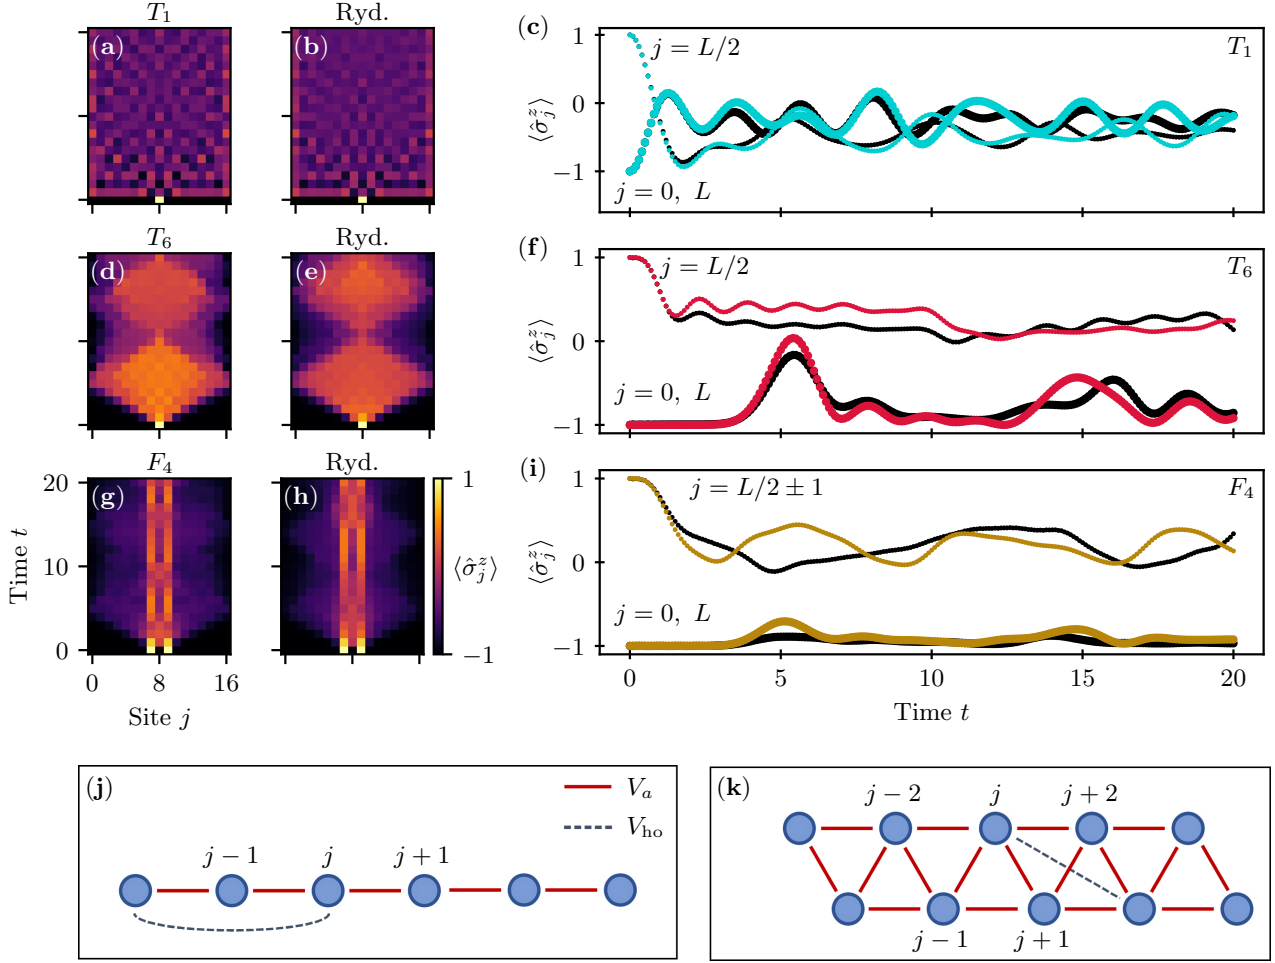 T₁
Ryd.
(a)
(b)
(c)
j = L/2
T₁
1
0
−1
⟨σ̂ⱼᶻ⟩
j = 0, L
T₆
Ryd.
(d)
(e)
(f)
j = L/2
T₆
1
0
−1
⟨σ̂ⱼᶻ⟩
j = 0, L
F₄
Ryd.
(g)
(h)
20
10
0
Time t
0
8
16
Site j
1
⟨σ̂ⱼᶻ⟩
−1
(i)
j = L/2 ± 1
F₄
1
0
−1
⟨σ̂ⱼᶻ⟩
j = 0, L
0
5
10
15
20
Time t
(j)
Vₐ
V_ho
j − 1
j
j + 1
(k)
j − 2
j
j + 2
j − 1
j + 1